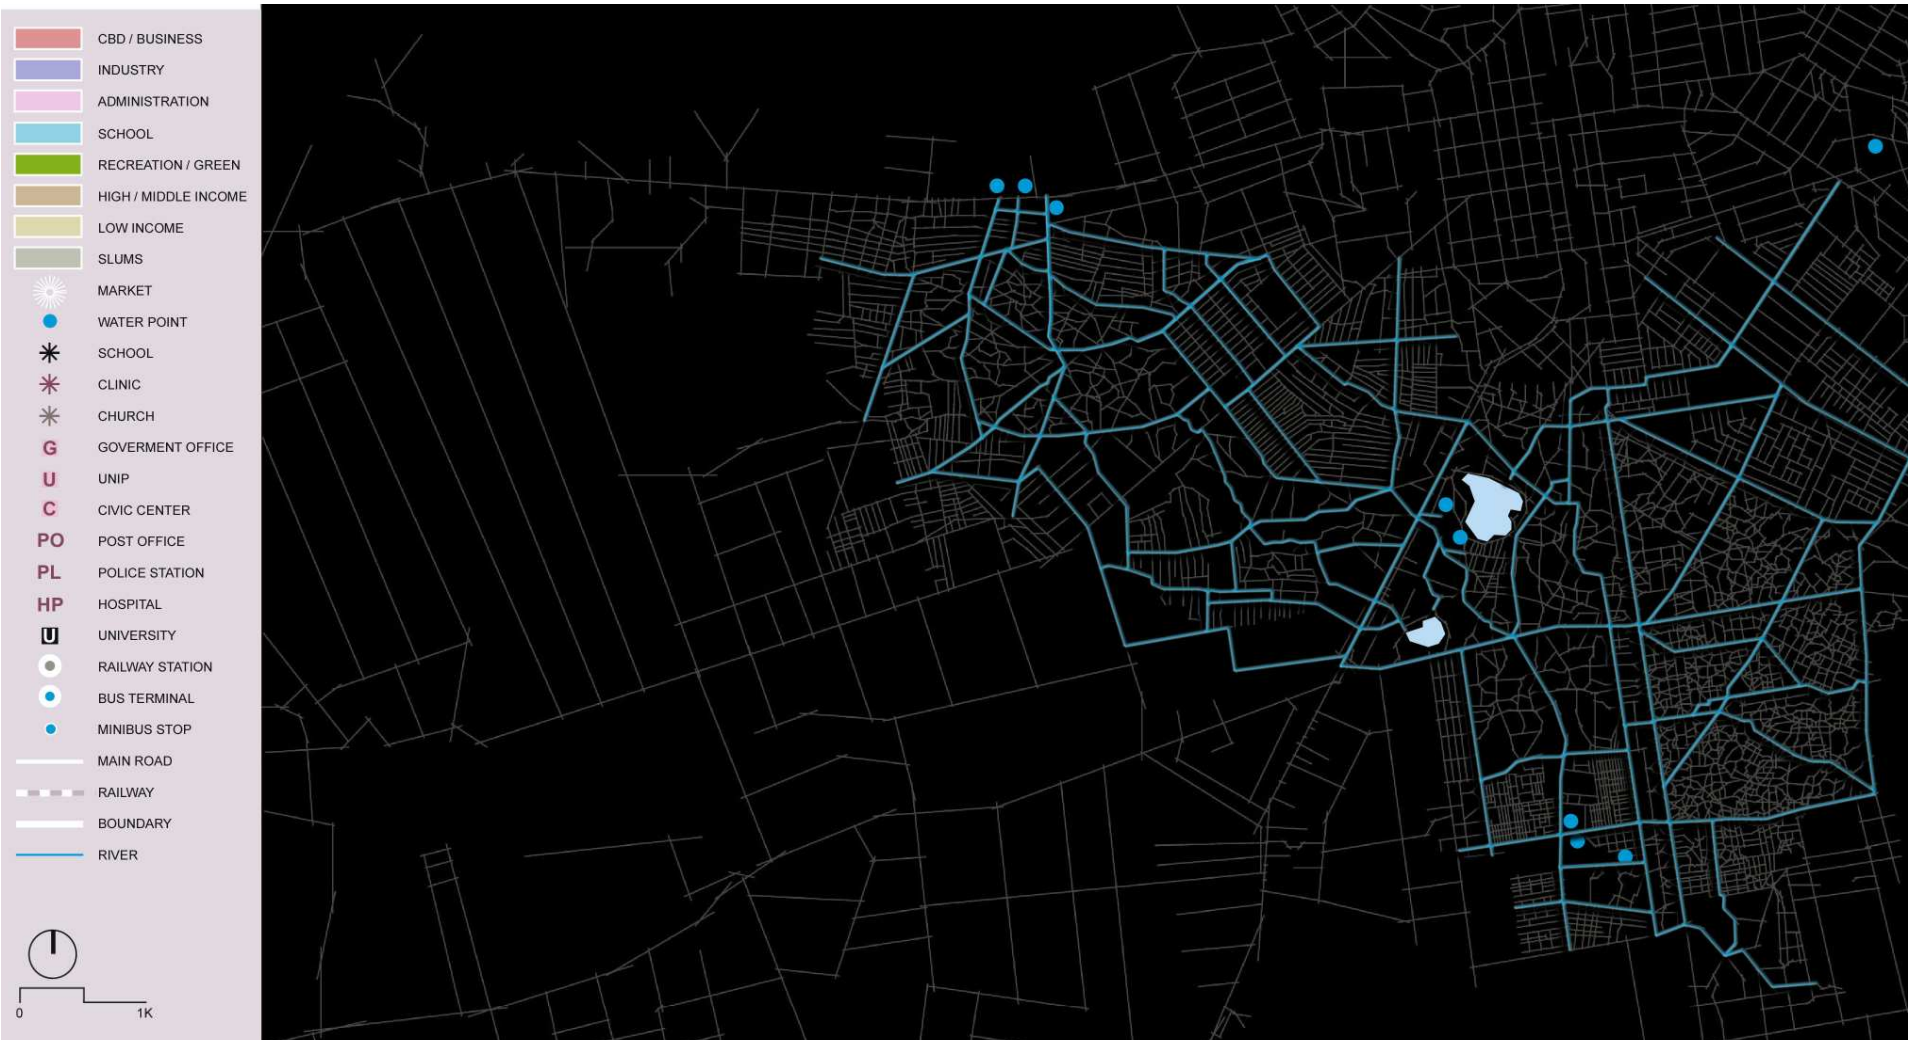 CBD / BUSINESS
INDUSTRY
ADMINISTRATION
SCHOOL
RECREATION / GREEN
HIGH / MIDDLE INCOME
LOW INCOME
SLUMS
MARKET
WATER POINT
SCHOOL
CLINIC
CHURCH
G GOVERMENT OFFICE
U UNIP
C CIVIC CENTER
PO POST OFFICE
PL POLICE STATION
HP HOSPITAL
U UNIVERSITY
RAILWAY STATION
BUS TERMINAL
MINIBUS STOP
MAIN ROAD
RAILWAY
BOUNDARY
RIVER
0 1K